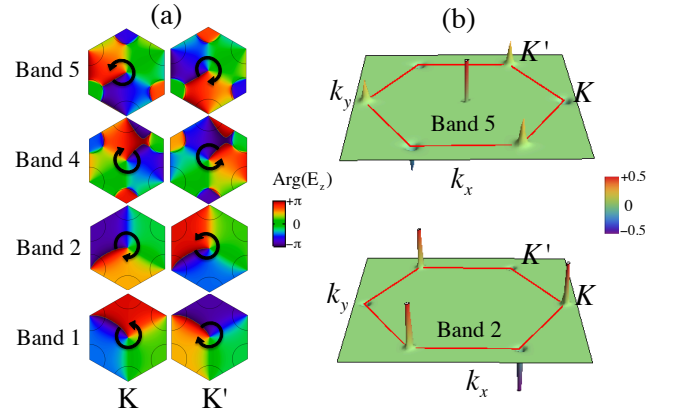 (a)
Band 5
Band 4
Band 2
Band 1
K K'
Arg(E_z)
+π
0
−π
(b)
K'
k_y
K
Band 5
k_x
+0.5
0
−0.5
K'
k_y
K
Band 2
k_x